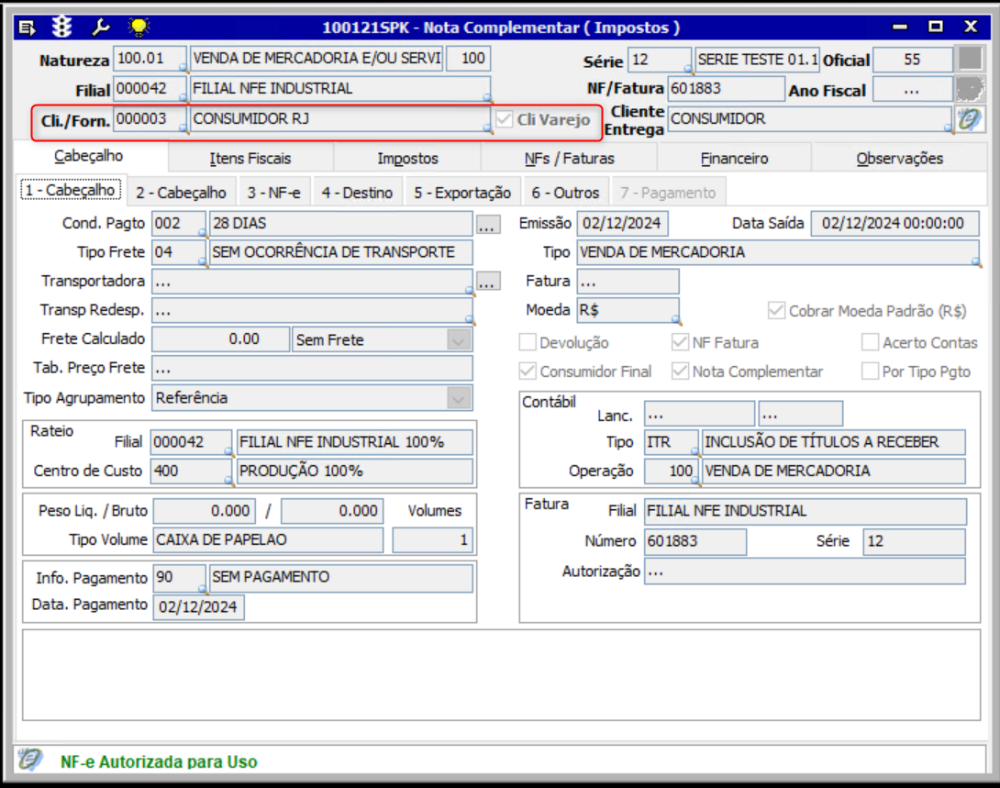 100121SPK - Nota Complementar ( Impostos )
Natureza 100.01 VENDA DE MERCADORIA E/OU SERVI 100 Série 12 SERIE TESTE 01.1 Oficial 55
Filial 000042 FILIAL NFE INDUSTRIAL NF/Fatura 601883 Ano Fiscal ...
Cli./Forn. 000003 CONSUMIDOR RJ Cli Varejo Cliente Entrega CONSUMIDOR
Cabeçalho Itens Fiscais Impostos NFs / Faturas Financeiro Observações
1 - Cabeçalho 2 - Cabeçalho 3 - NF-e 4 - Destino 5 - Exportação 6 - Outros 7 - Pagamento
Cond. Pagto 002 28 DIAS ... Emissão 02/12/2024 Data Saída 02/12/2024 00:00:00
Tipo Frete 04 SEM OCORRÊNCIA DE TRANSPORTE Tipo VENDA DE MERCADORIA
Transportadora ... ... Fatura ...
Transp Redesp. ... Moeda R$ Cobrar Moeda Padrão (R$)
Frete Calculado 0.00 Sem Frete Devolução NF Fatura Acerto Contas
Tab. Preço Frete ... Consumidor Final Nota Complementar Por Tipo Pgto
Tipo Agrupamento Referência Contábil
Lanc. ... ...
Rateio
Filial 000042 FILIAL NFE INDUSTRIAL 100% Tipo ITR INCLUSÃO DE TÍTULOS A RECEBER
Centro de Custo 400 PRODUÇÃO 100% Operação 100 VENDA DE MERCADORIA
Peso Liq. / Bruto 0.000 / 0.000 Volumes Fatura Filial FILIAL NFE INDUSTRIAL
Tipo Volume CAIXA DE PAPELAO 1 Número 601883 Série 12
Info. Pagamento 90 SEM PAGAMENTO Autorização ...
Data. Pagamento 02/12/2024
NF-e Autorizada para Uso